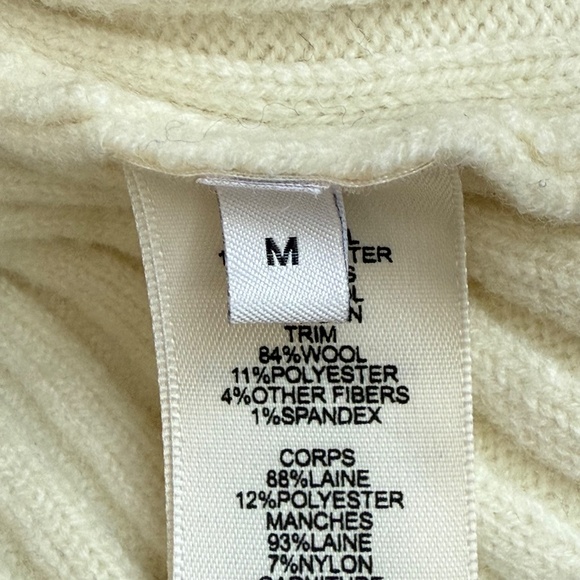 M
TRIM
84%WOOL
11%POLYESTER
4%OTHER FIBERS
1%SPANDEX
CORPS
88%LAINE
12%POLYESTER
MANCHES
93%LAINE
7%NYLON